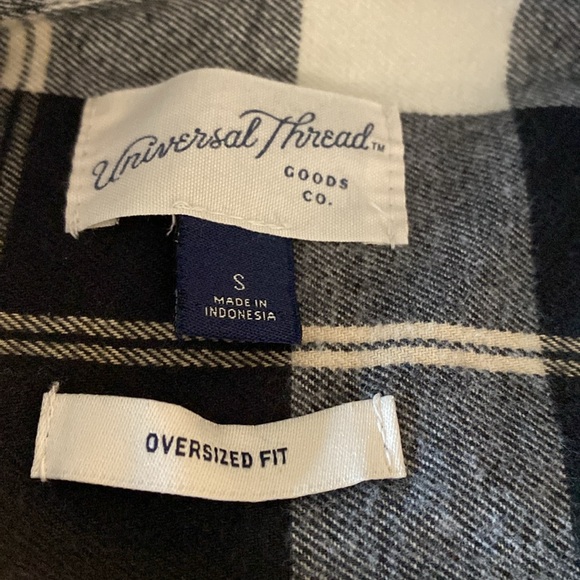 Universal Thread™
GOODS
CO.
S
MADE IN
INDONESIA
OVERSIZED FIT